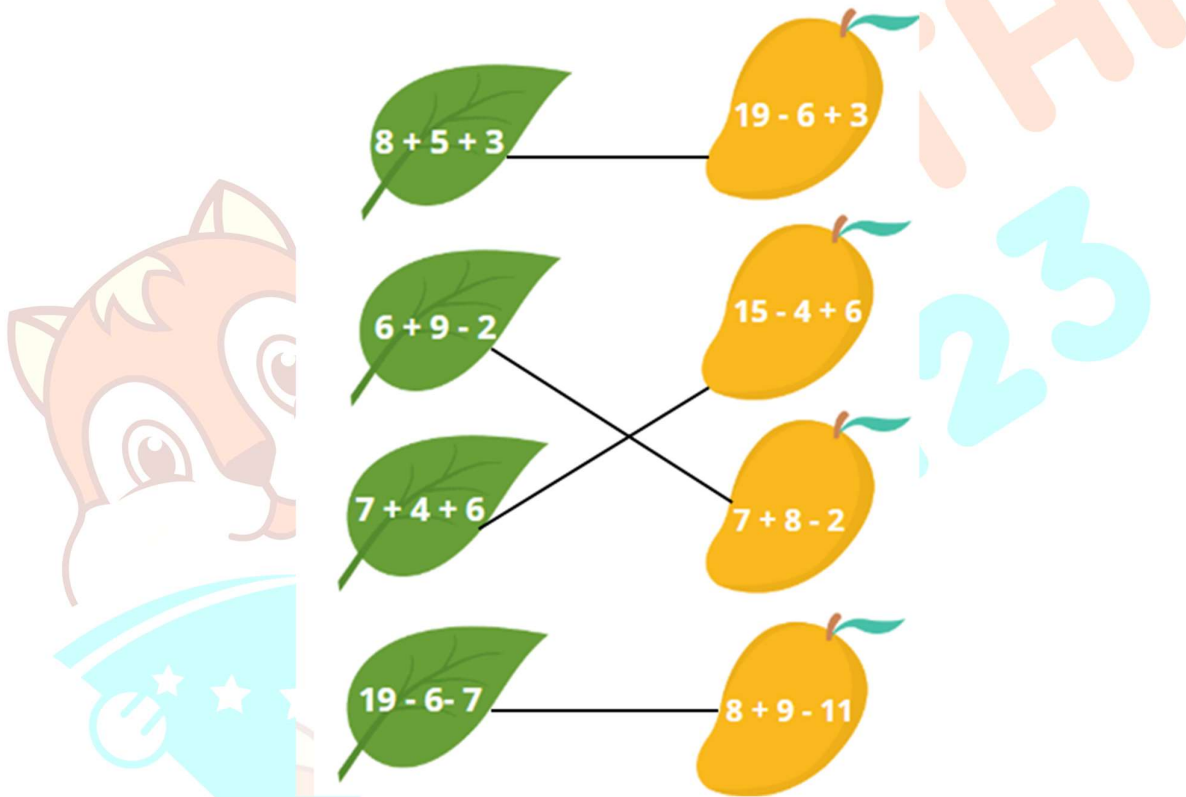 8 + 5 + 3
19 - 6 + 3
6 + 9 - 2
15 - 4 + 6
7 + 4 + 6
7 + 8 - 2
19 - 6- 7
8 + 9 - 11
23